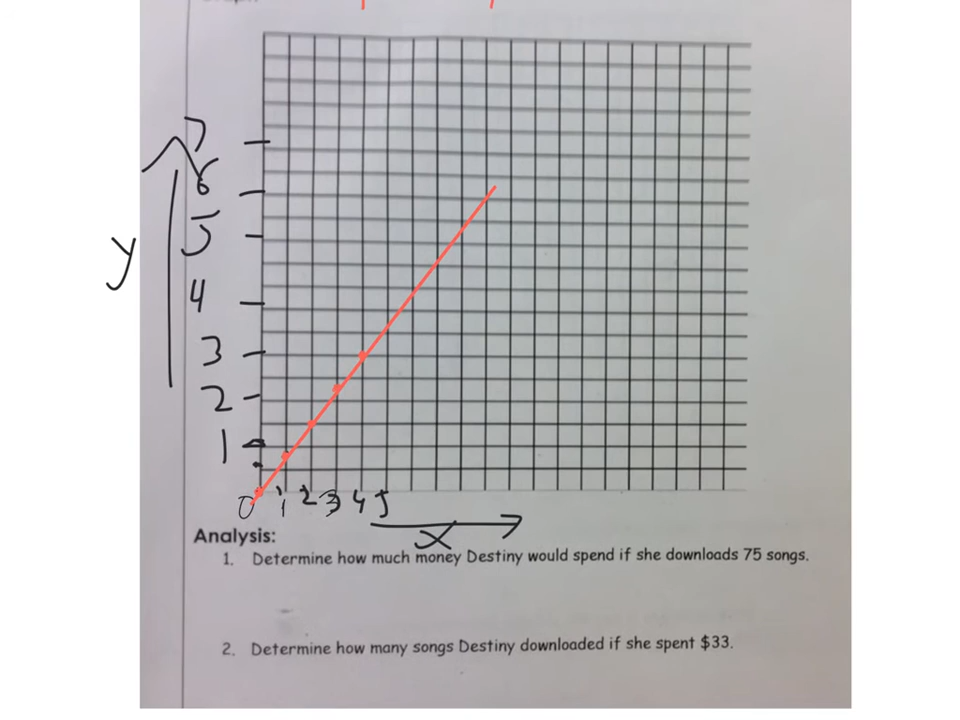 7
6
5
y
4
3
2
1
0 1 2 3 4 5
x
Analysis:
1. Determine how much money Destiny would spend if she downloads 75 songs.
2. Determine how many songs Destiny downloaded if she spent $33.